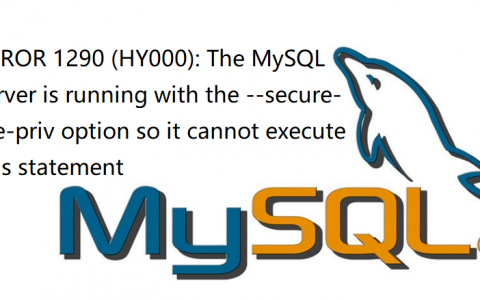 ROR 1290 (HY000): The MySQL
rver is running with the --secure-
e-priv option so it cannot execute
s statement
MySQL